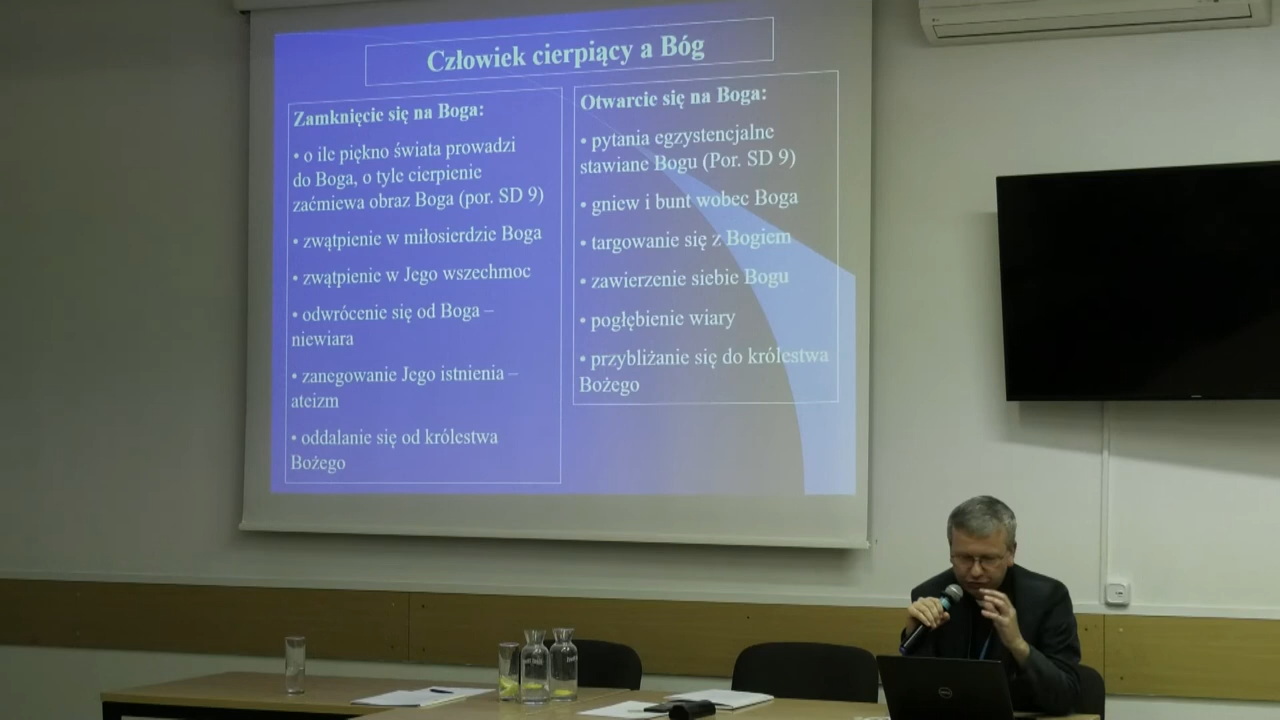 Człowiek cierpiący a Bóg
Zamknięcie się na Boga:
• o ile piękno świata prowadzi
do Boga, o tyle cierpienie
zaćmiewa obraz Boga (por. SD 9)
• zwątpienie w miłosierdzie Boga
• zwątpienie w Jego wszechmoc
• odwrócenie się od Boga –
niewiara
• zanegowanie Jego istnienia –
ateizm
• oddalanie się od królestwa
Bożego
Otwarcie się na Boga:
• pytania egzystencjalne
stawiane Bogu (Por. SD 9)
• gniew i bunt wobec Boga
• targowanie się z Bogiem
• zawierzenie siebie Bogu
• pogłębienie wiary
• przybliżanie się do królestwa
Bożego